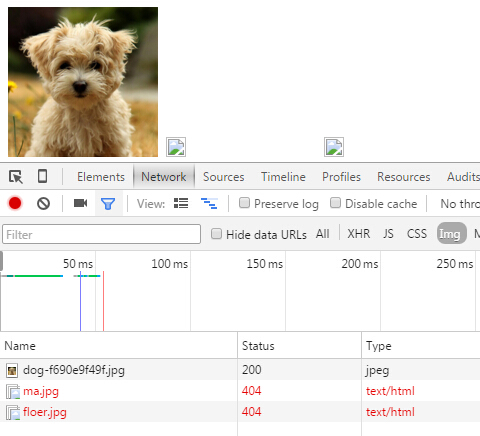 Elements Network Sources Timeline Profiles Resources Audits
View: Preserve log Disable cache No thro
Filter Hide data URLs All XHR JS CSS Img M
50 ms 100 ms 150 ms 200 ms 250 ms
Name Status Type
dog-f690e9f49f.jpg 200 jpeg
ma.jpg 404 text/html
floer.jpg 404 text/html